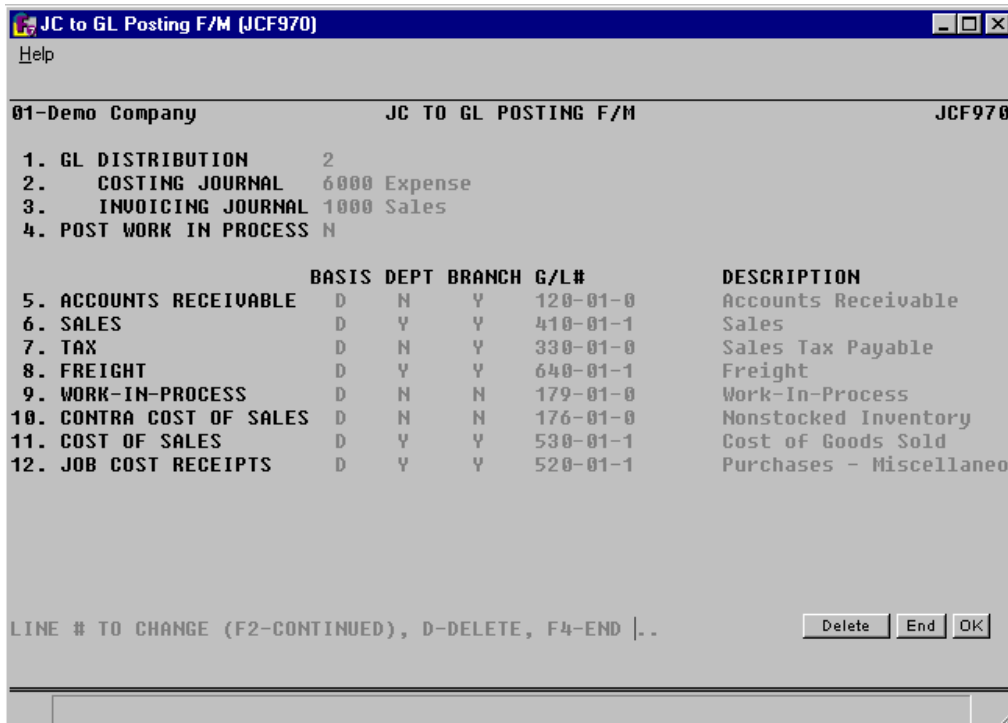 JC to GL Posting F/M (JCF970)
Help
01-Demo Company JC TO GL POSTING F/M JCF970
1. GL DISTRIBUTION 2
2. COSTING JOURNAL 6000 Expense
3. INVOICING JOURNAL 1000 Sales
4. POST WORK IN PROCESS N
BASIS DEPT BRANCH G/L# DESCRIPTION
5. ACCOUNTS RECEIVABLE D N Y 120-01-0 Accounts Receivable
6. SALES D Y Y 410-01-1 Sales
7. TAX D N Y 330-01-0 Sales Tax Payable
8. FREIGHT D Y Y 640-01-1 Freight
9. WORK-IN-PROCESS D N N 179-01-0 Work-In-Process
10. CONTRA COST OF SALES D N N 176-01-0 Nonstocked Inventory
11. COST OF SALES D Y Y 530-01-1 Cost of Goods Sold
12. JOB COST RECEIPTS D Y Y 520-01-1 Purchases - Miscellaneo
LINE # TO CHANGE (F2-CONTINUED), D-DELETE, F4-END .. Delete End OK